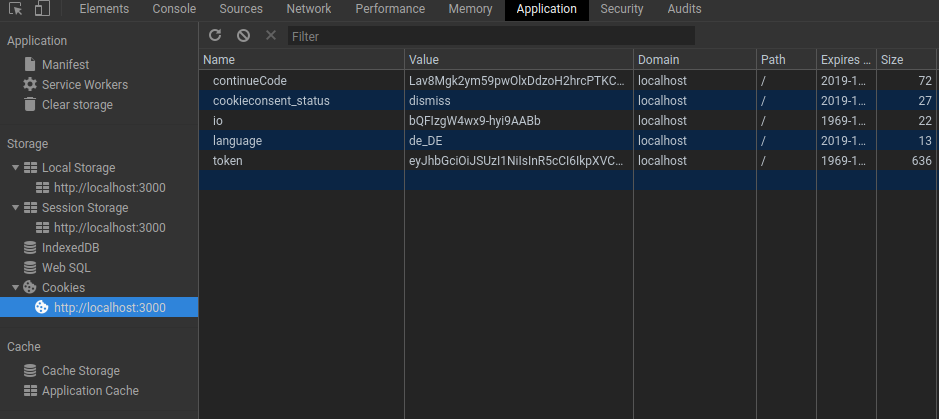 Elements Console Sources Network Performance Memory Application Security Audits
Application
Manifest
Service Workers
Clear storage
Storage
Local Storage
http://localhost:3000
Session Storage
http://localhost:3000
IndexedDB
Web SQL
Cookies
http://localhost:3000
Cache
Cache Storage
Application Cache
Filter
Name Value Domain Path Expires ... Size
continueCode Lav8Mgk2ym59pwOlxDdzoH2hrcPTKC... localhost / 2019-1... 72
cookieconsent_status dismiss localhost / 2019-1... 27
io bQFIzgW4wx9-hyi9AABb localhost / 1969-1... 22
language de_DE localhost / 2019-1... 13
token eyJhbGciOiJSUzI1NiIsInR5cCI6IkpXVC... localhost / 1969-1... 636